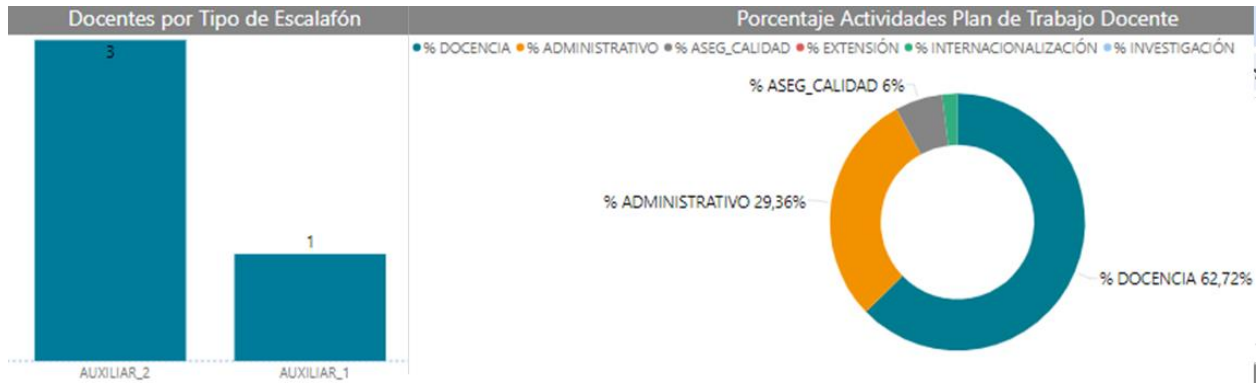 Docentes por Tipo de Escalafón
3
1
AUXILIAR_2
AUXILIAR_1
Porcentaje Actividades Plan de Trabajo Docente
% DOCENCIA % ADMINISTRATIVO % ASEG_CALIDAD % EXTENSIÓN % INTERNACIONALIZACIÓN % INVESTIGACIÓN
% ASEG_CALIDAD 6%
% ADMINISTRATIVO 29,36%
% DOCENCIA 62,72%